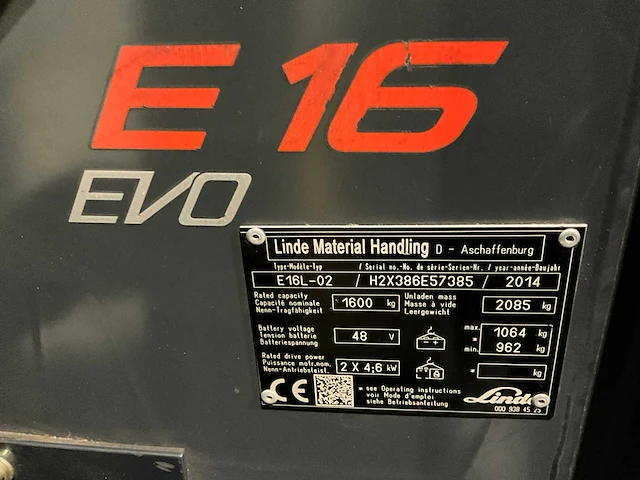 E 16
EVO
Linde Material Handling D - Aschaffenburg
Type-Modèle-Typ / Serial no.-No. de série-Serien-Nr. / year-année-Baujahr
E16L-02 / H2X386E57385 / 2014
Rated capacity
Capacité nominale
Nenn-Tragfähigkeit
1600 kg
Unladen mass
Masse à vide
Leergewicht
2085 kg
Battery voltage
Tension batterie
Batteriespannung
48 V
- +
max. 1064 kg
*
min. 962 kg
Rated drive power
Puissance mot.nom.
Nenn-Antriebsleist.
2 X 4,6 kW
* kg
CE
* see Operating instructions
voir Mode d'emploi
siehe Betriebsanleitung
Linde
000 938 45 25